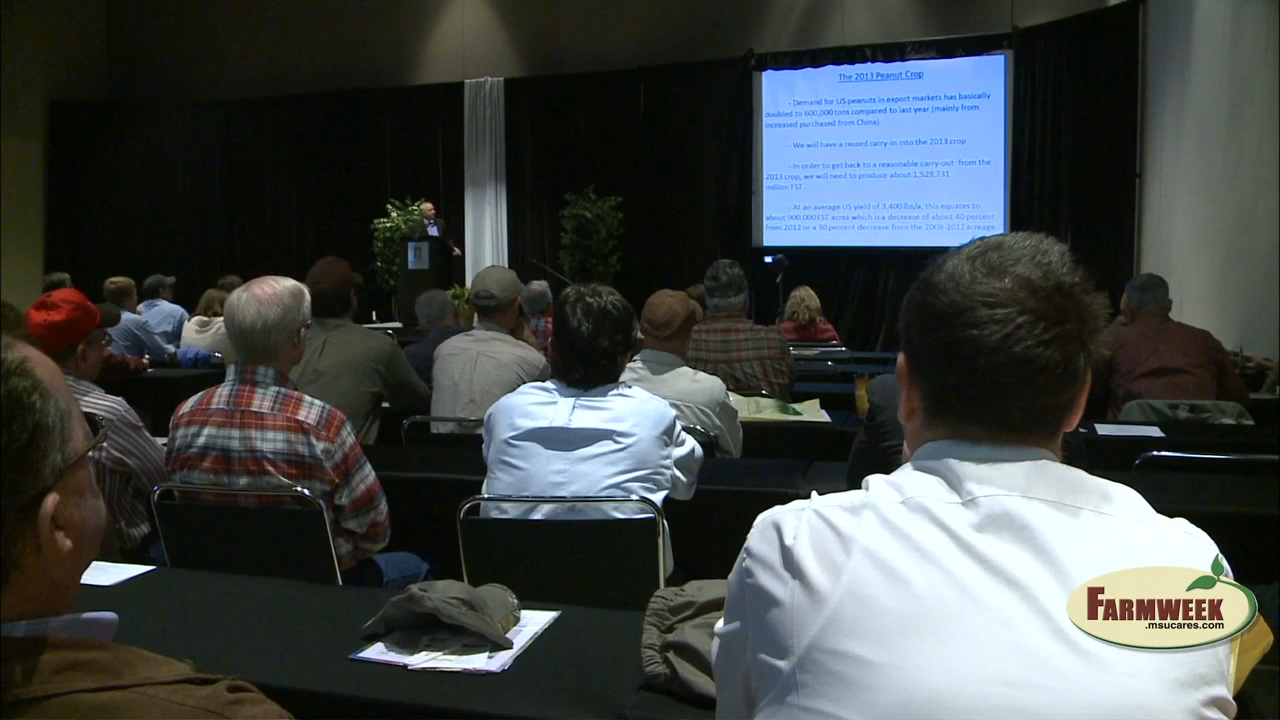 The 2013 Peanut Crop
- Demand for US peanuts in export markets has basically
doubled to 600,000 tons compared to last year (mainly from
increased purchased from China)
- We will have a record carry-in into the 2013 crop
- In order to get back to a reasonable carry-out from the
2013 crop, we will need to produce about 1,529,731
million FST
- At an average US yield of 3,400 lbs/a, this equates to
about 900,000 FST acres which is a decrease of about 40 percent
from 2012 or a 30 percent decrease from the 2008-2012 acreage.
FARMWEEK
.msucares.com